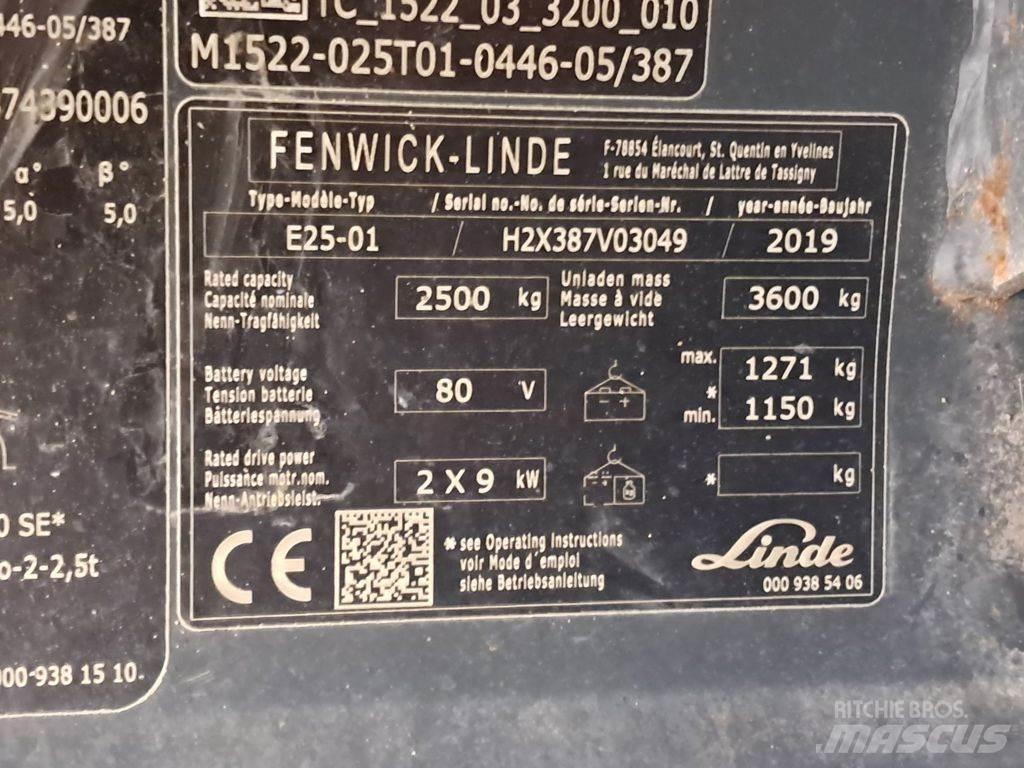 446-05/387
74390006
α° β°
5,0 5,0
0 SE*
o-2-2,5t
000 938 15 10.
TC_1522_03_3200_010
M1522-025T01-0446-05/387
FENWICK-LINDE
F-78854 Élancourt, St. Quentin en Yvelines
1 rue du Maréchal de Lattre de Tassigny
Type-Modèle-Typ / Serial no.-No. de série-Serien-Nr. / year-année-Baujahr
E25-01 / H2X387V03049 / 2019
Rated capacity
Capacité nominale
Nenn-Tragfähigkeit
2500 kg
Unladen mass
Masse à vide
Leergewicht
3600 kg
Battery voltage
Tension batterie
Batteriespannung
80 V
max. 1271 kg
*
min. 1150 kg
Rated drive power
Puissance motr.nom.
Nenn-Antriebsleist.
2 X 9 kW
* kg
CE
* see Operating Instructions
voir Mode d'emploi
siehe Betriebsanleitung
Linde
000 938 54 06
RITCHIE BROS.
MASCUS